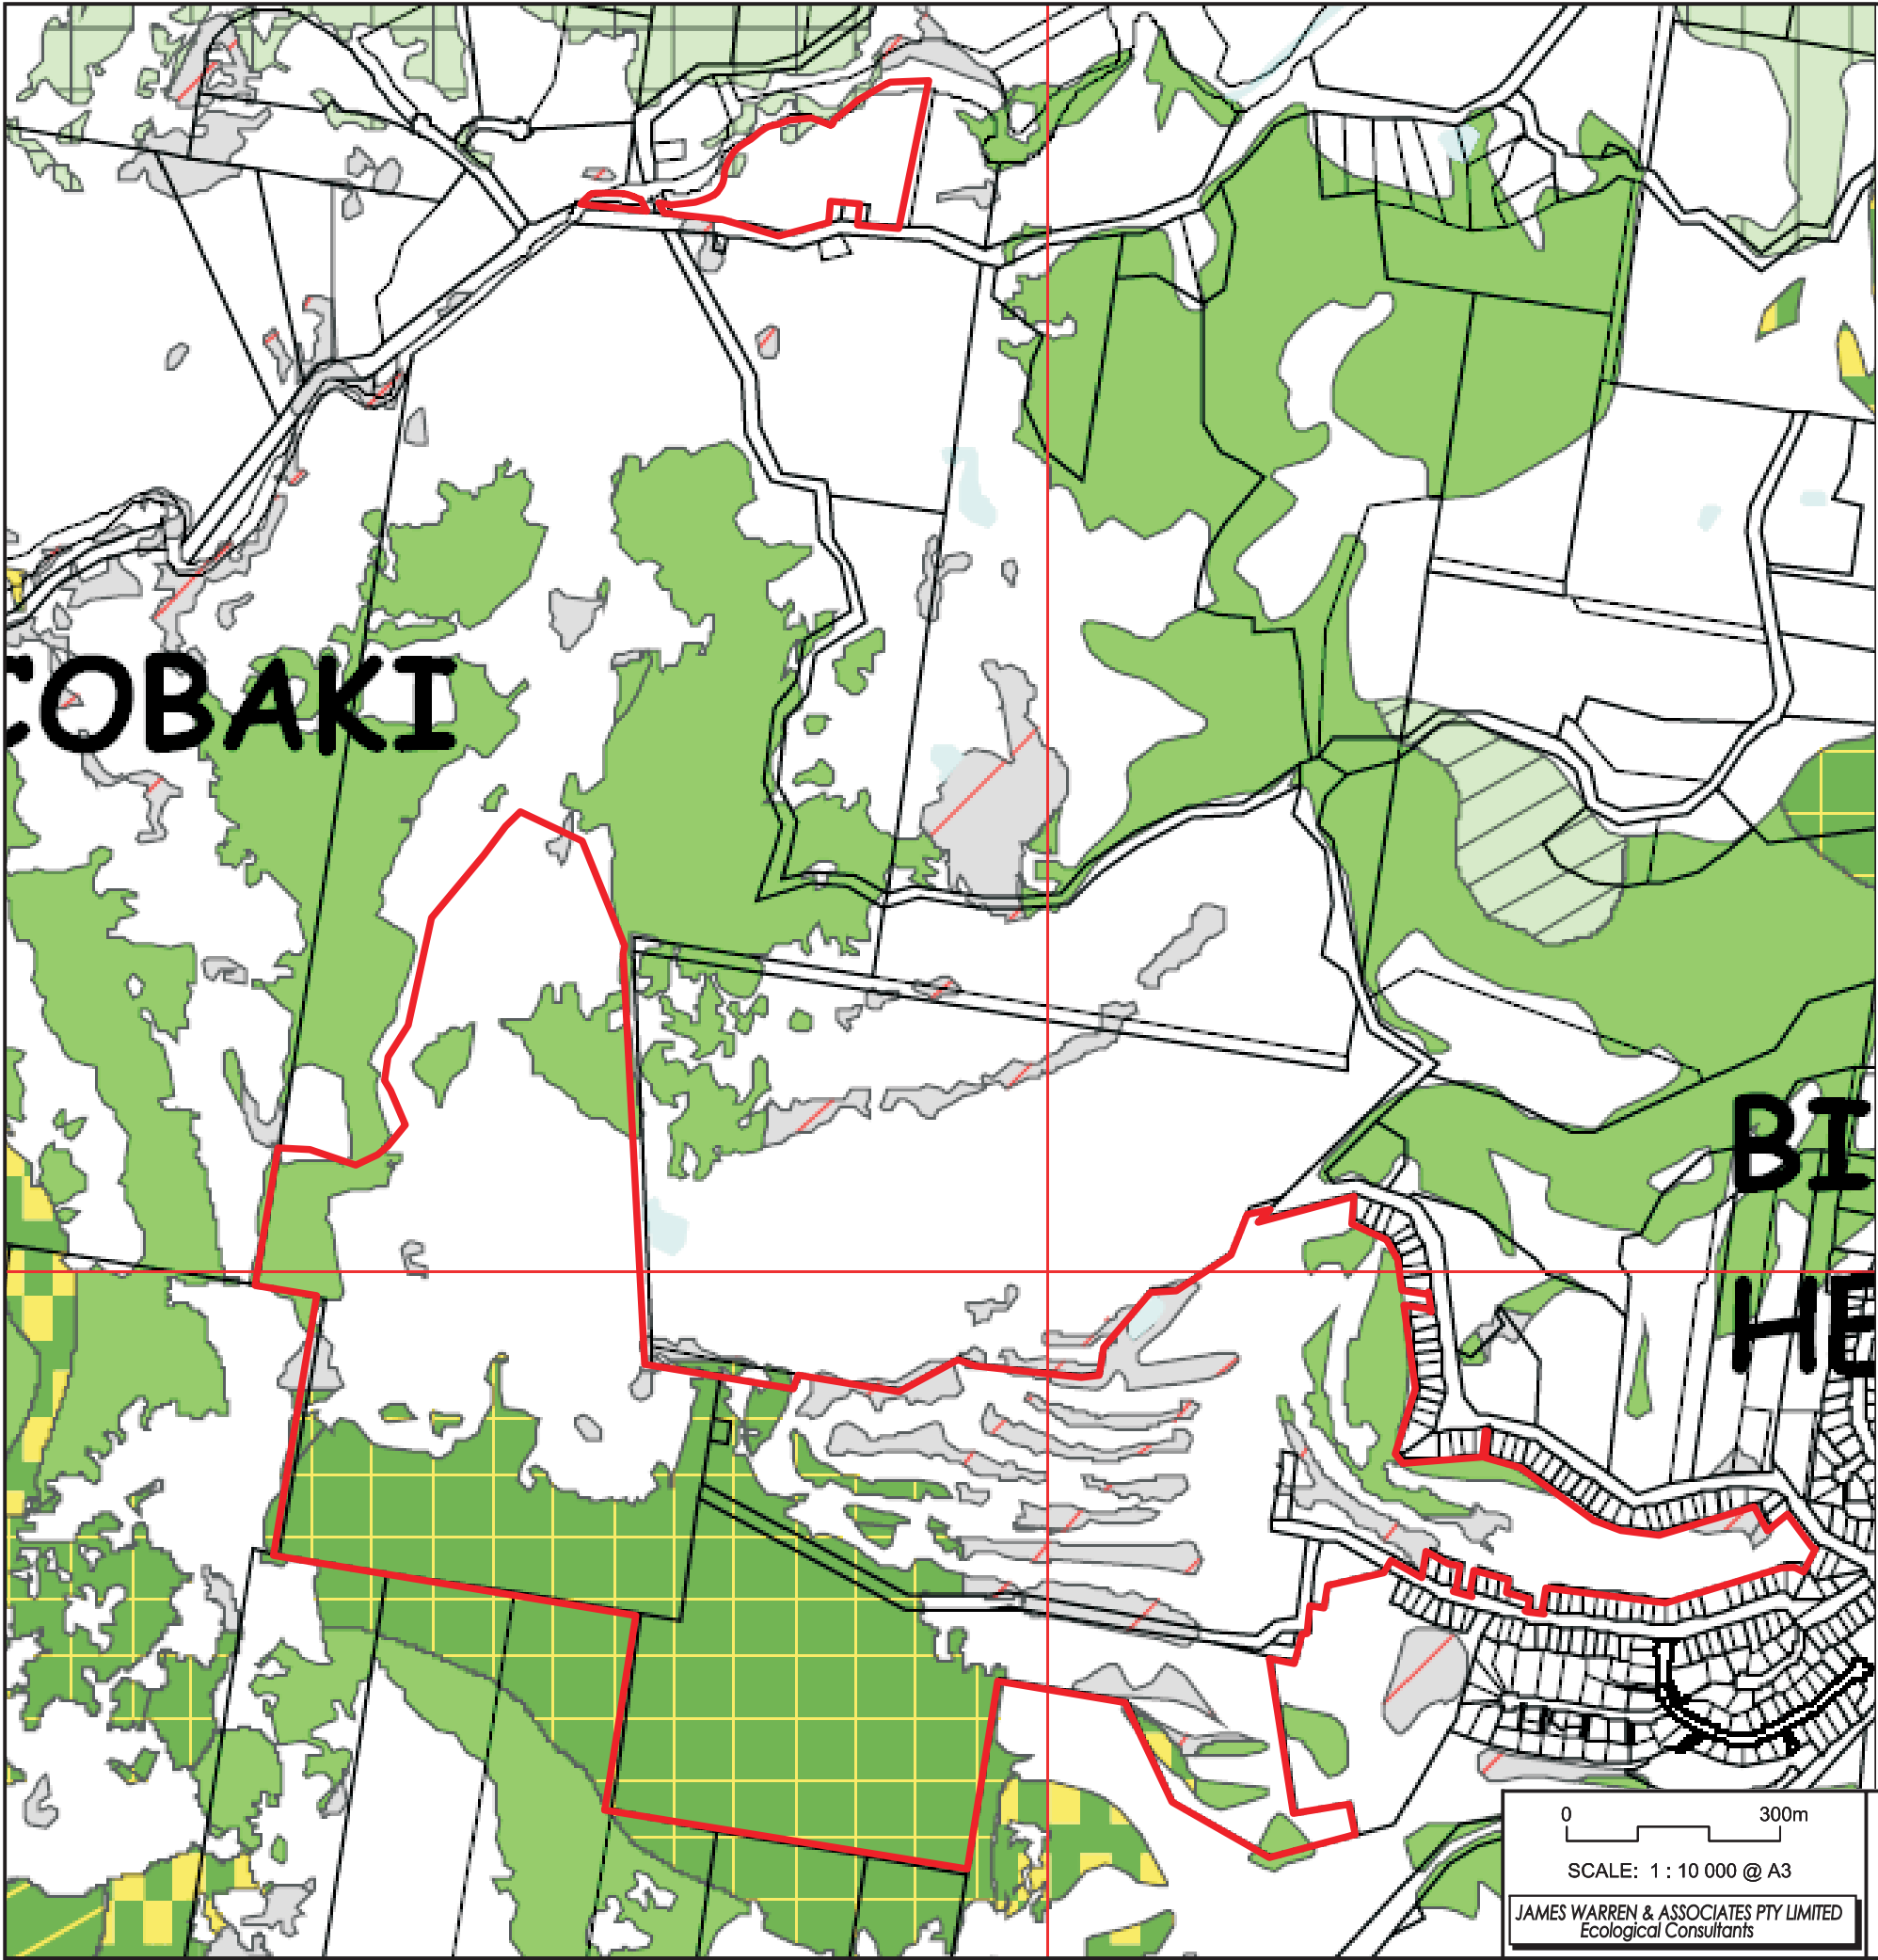 COBAKI
BI
HE
0 300m
SCALE: 1 : 10 000 @ A3
JAMES WARREN & ASSOCIATES PTY LIMITED
Ecological Consultants